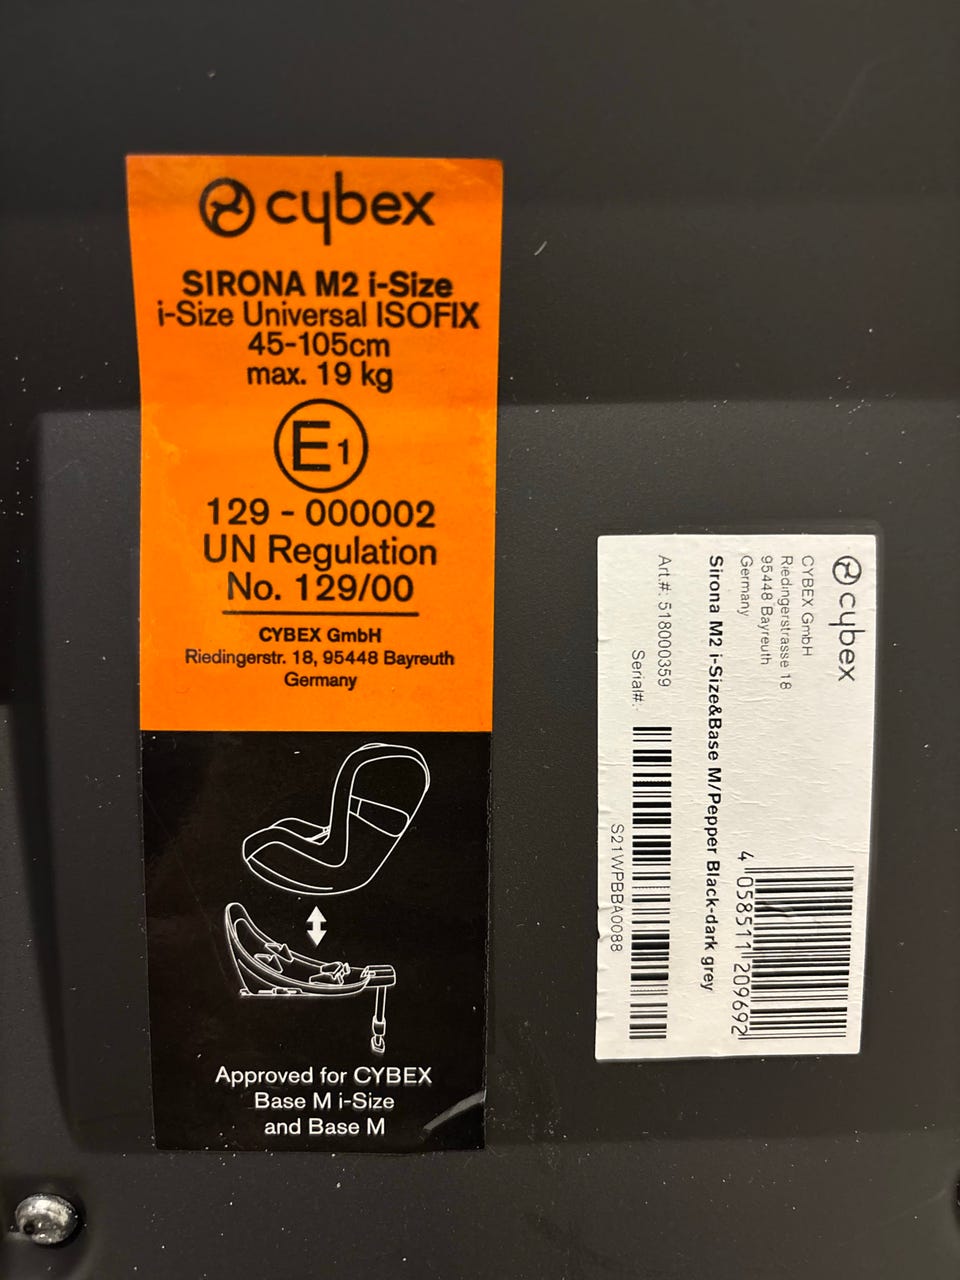 cybex
SIRONA M2 i-Size
i-Size Universal ISOFIX
45-105cm
max. 19 kg
E1
129 - 000002
UN Regulation
No. 129/00
CYBEX GmbH
Riedingerstr. 18, 95448 Bayreuth
Germany
Approved for CYBEX
Base M i-Size
and Base M
cybex
CYBEX GmbH
Riedingerstrasse 18
95448 Bayreuth
Germany
4 058511 209692
Sirona M2 i-Size&Base M/Pepper Black-dark grey
Art.#: 518000359
Serial#:
S21WPBBA0088